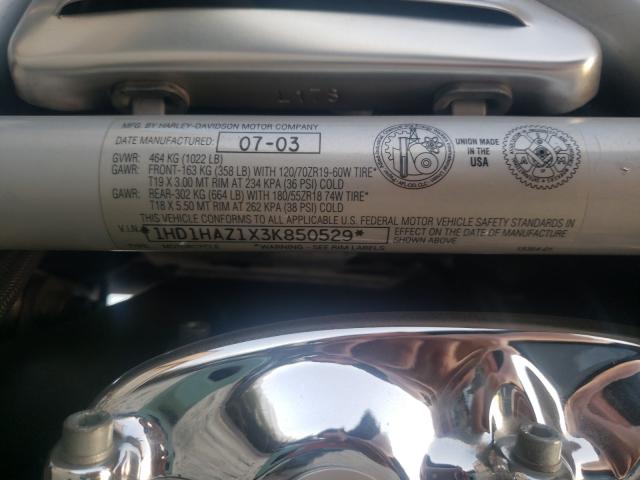 MFG. BY HARLEY-DAVIDSON MOTOR COMPANY
DATE MANUFACTURED: 07-03
GVWR: 464 KG (1022 LB)
GAWR: FRONT-163 KG (358 LB) WITH 120/70ZR19-60W TIRE*
T19 X 3.00 MT RIM AT 234 KPA (36 PSI) COLD
GAWR: REAR-302 KG (664 LB) WITH 180/55ZR18 74W TIRE*
T18 X 5.50 MT RIM AT 262 KPA (38 PSI) COLD
THIS VEHICLE CONFORMS TO ALL APPLICABLE U.S. FEDERAL MOTOR VEHICLE SAFETY STANDARDS IN
EFFECT ON THE DATE OF MANUFACTURE
SHOWN ABOVE
V.I.N. *1HD1HAZ1X3K850529*
MOTORCYCLE *WARNING - SEE RIM LABELS
UNION MADE
IN THE
USA